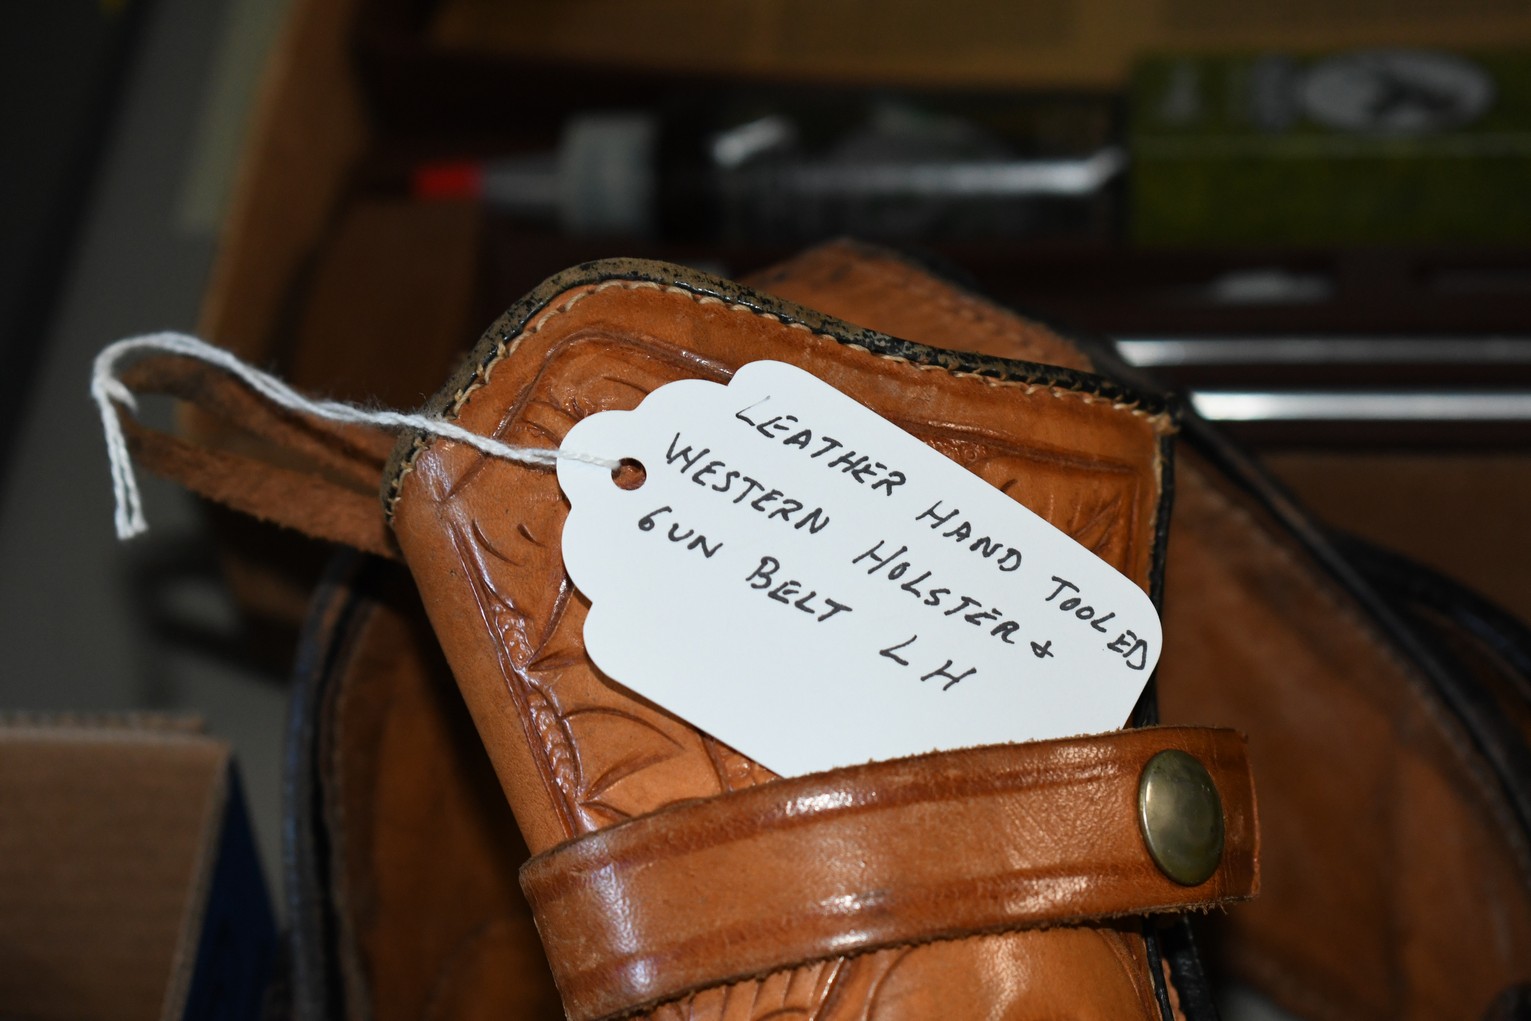 LEATHER HAND TOOLED
WESTERN HOLSTER &
GUN BELT LH